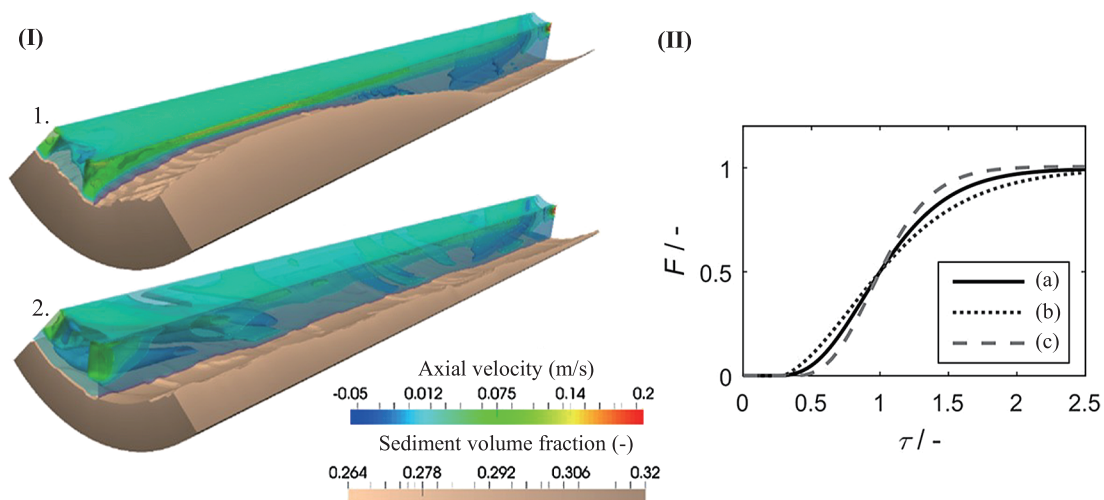 (I)
1.
2.
Axial velocity (m/s)
-0.05 0.012 0.075 0.14 0.2
Sediment volume fraction (-)
0.264 0.278 0.292 0.306 0.32
(II)
F / -
1
0.5
0
0 0.5 1 1.5 2 2.5
τ / -
(a)
(b)
(c)